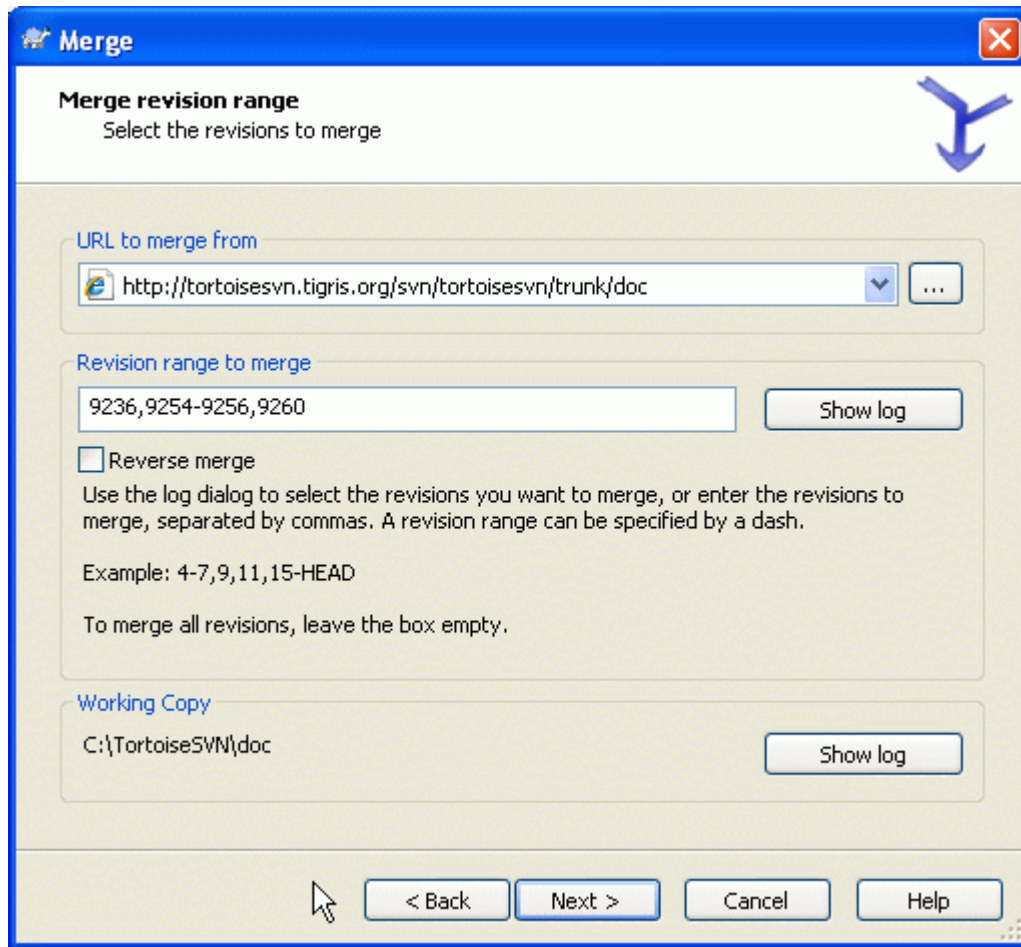 Merge
Merge revision range
Select the revisions to merge
URL to merge from
http://tortoisesvn.tigris.org/svn/tortoisesvn/trunk/doc
...
Revision range to merge
9236,9254-9256,9260
Show log
Reverse merge
Use the log dialog to select the revisions you want to merge, or enter the revisions to
merge, separated by commas. A revision range can be specified by a dash.
Example: 4-7,9,11,15-HEAD
To merge all revisions, leave the box empty.
Working Copy
C:\TortoiseSVN\doc
Show log
< Back
Next >
Cancel
Help